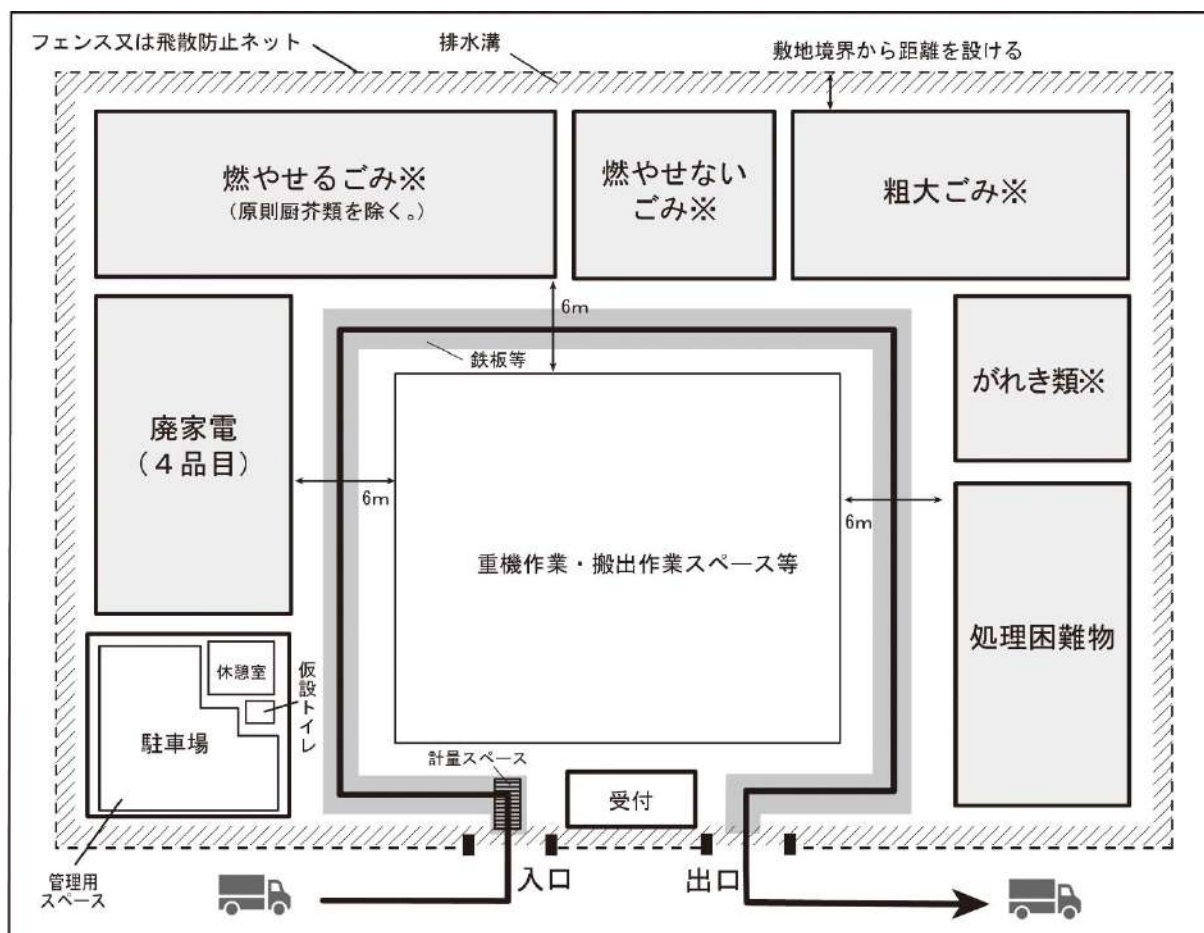 フェンス又は飛散防止ネット
排水溝
敷地境界から距離を設ける
燃やせるごみ※
(原則厨芥類を除く。)
燃やせない
ごみ※
粗大ごみ※
6m
鉄板等
がれき類※
廃家電
(4品目)
6m
6m
重機作業・搬出作業スペース等
処理困難物
休憩室
仮設トイレ
駐車場
計量スペース
受付
入口
出口
管理用
スペース